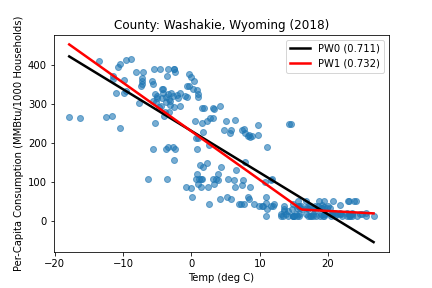 County: Washakie, Wyoming (2018)
PW0 (0.711)
PW1 (0.732)
Per-Capita Consumption (MMBtu/1000 Households)
400
300
200
100
0
−20 −10 0 10 20
Temp (deg C)